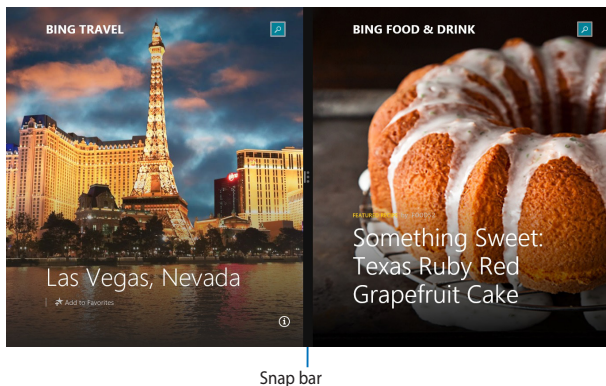 BING TRAVEL
Las Vegas, Nevada
Add to Favorites
BING FOOD & DRINK
Something Sweet:
Texas Ruby Red
Grapefruit Cake
Snap bar